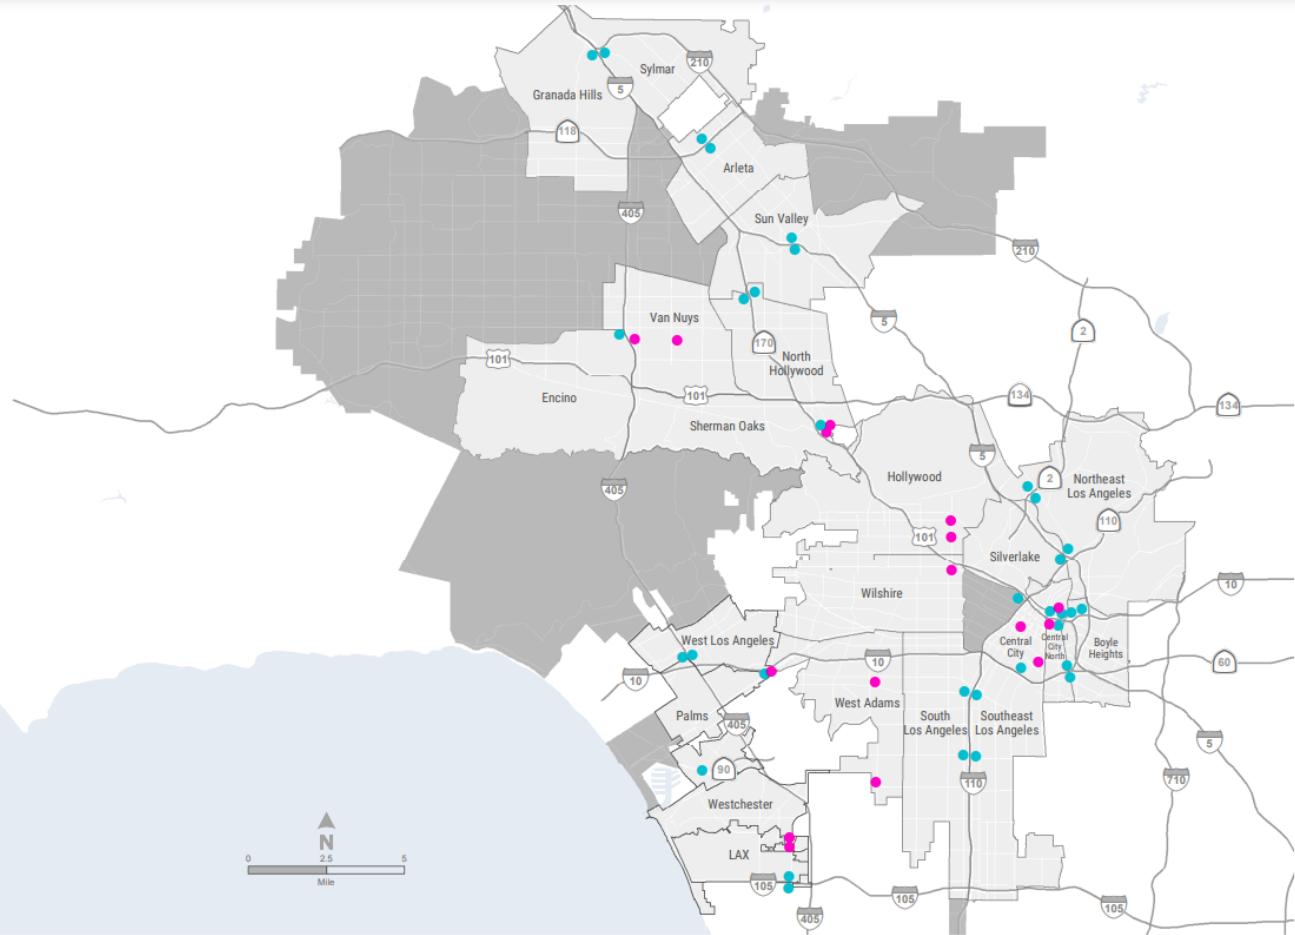 Sylmar
210
5
Granada Hills
118
Arleta
405
Sun Valley
210
Van Nuys
5
2
170
101
North
Hollywood
101
134
134
Encino
Sherman Oaks
5
Hollywood
2
Northeast
Los Angeles
405
110
101
Silverlake
10
Wilshire
West Los Angeles
Central
City
Central
City
North
Boyle
Heights
10
60
10
West Adams
Palms
405
South
Los Angeles
Southeast
Los Angeles
5
90
110
710
Westchester
N
LAX
0
2.5
5
Mile
105
105
105
405